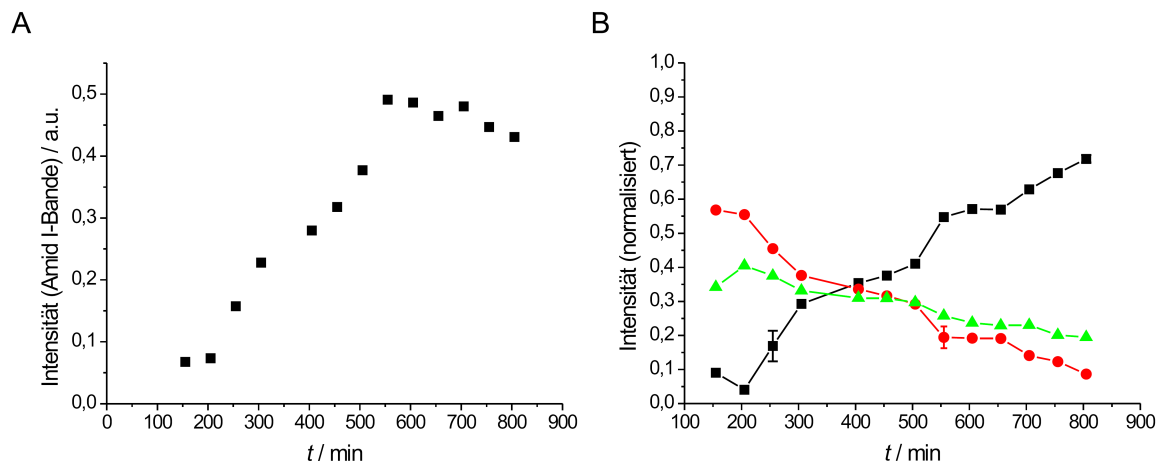 A
Intensität (Amid I-Bande) / a.u.
0,5
0,4
0,3
0,2
0,1
0,0
0 100 200 300 400 500 600 700 800 900
t / min
B
Intensität (normalisiert)
1,0
0,9
0,8
0,7
0,6
0,5
0,4
0,3
0,2
0,1
0,0
100 200 300 400 500 600 700 800 900
t / min